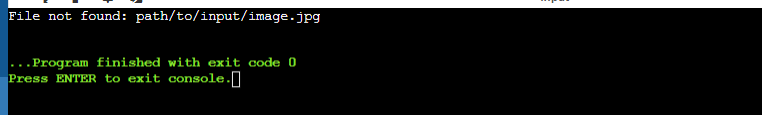 File not found: path/to/input/image.jpg
...Program finished with exit code 0
Press ENTER to exit console.